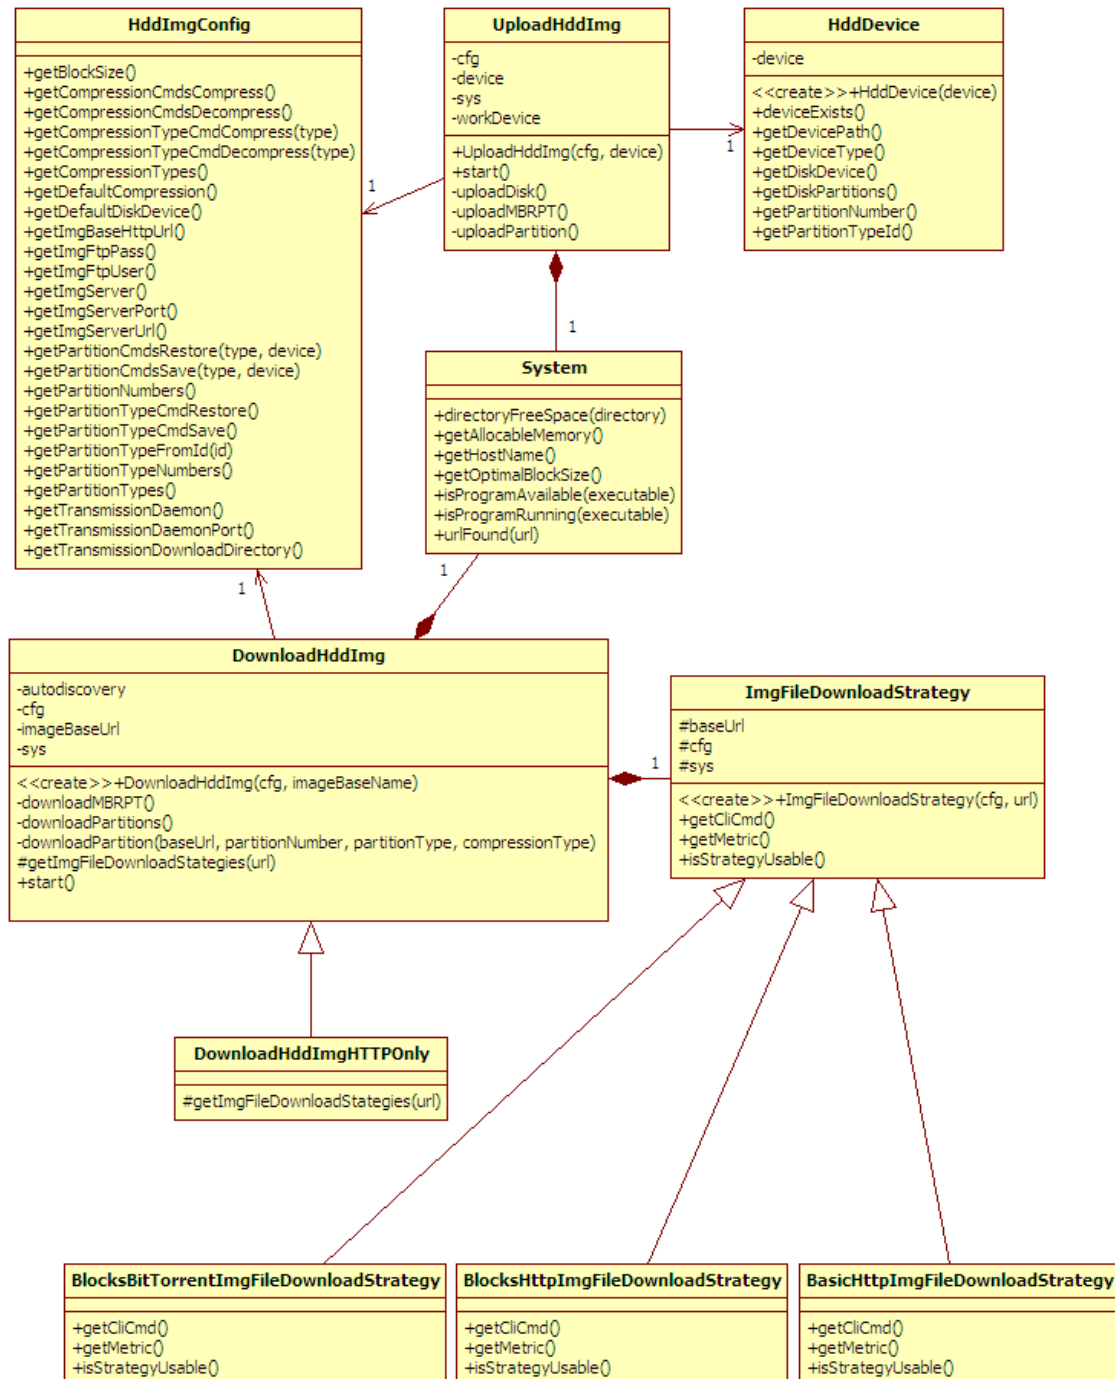 HddImgConfig
+getBlockSize()
+getCompressionCmdsCompress()
+getCompressionCmdsDecompress()
+getCompressionTypeCmdCompress(type)
+getCompressionTypeCmdDecompress(type)
+getCompressionTypes()
+getDefaultCompression()
+getDefaultDiskDevice()
+getImgBaseHttpUrl()
+getImgFtpPass()
+getImgFtpUser()
+getImgServer()
+getImgServerPort()
+getImgServerUrl()
+getPartitionCmdsRestore(type, device)
+getPartitionCmdsSave(type, device)
+getPartitionNumbers()
+getPartitionTypeCmdRestore()
+getPartitionTypeCmdSave()
+getPartitionTypeFromId(id)
+getPartitionTypeNumbers()
+getPartitionTypes()
+getTransmissionDaemon()
+getTransmissionDaemonPort()
+getTransmissionDownloadDirectory()
UploadHddImg
-cfg
-device
-sys
-workDevice
+UploadHddImg(cfg, device)
+start()
-uploadDisk()
-uploadMBRPT()
-uploadPartition()
HddDevice
-device
<<create>>+HddDevice(device)
+deviceExists()
+getDevicePath()
+getDeviceType()
+getDiskDevice()
+getDiskPartitions()
+getPartitionNumber()
+getPartitionTypeId()
1
1
1
System
+directoryFreeSpace(directory)
+getAllocableMemory()
+getHostName()
+getOptimalBlockSize()
+isProgramAvailable(executable)
+isProgramRunning(executable)
+urlFound(url)
1
1
DownloadHddImg
-autodiscovery
-cfg
-imageBaseUrl
-sys
<<create>>+DownloadHddImg(cfg, imageBaseName)
-downloadMBRPT()
-downloadPartitions()
-downloadPartition(baseUrl, partitionNumber, partitionType, compressionType)
#getImgFileDownloadStategies(url)
+start()
1
ImgFileDownloadStrategy
#baseUrl
#cfg
#sys
<<create>>+ImgFileDownloadStrategy(cfg, url)
+getCliCmd()
+getMetric()
+isStrategyUsable()
DownloadHddImgHTTPOnly
#getImgFileDownloadStategies(url)
BlocksBitTorrentImgFileDownloadStrategy
+getCliCmd()
+getMetric()
+isStrategyUsable()
BlocksHttpImgFileDownloadStrategy
+getCliCmd()
+getMetric()
+isStrategyUsable()
BasicHttpImgFileDownloadStrategy
+getCliCmd()
+getMetric()
+isStrategyUsable()